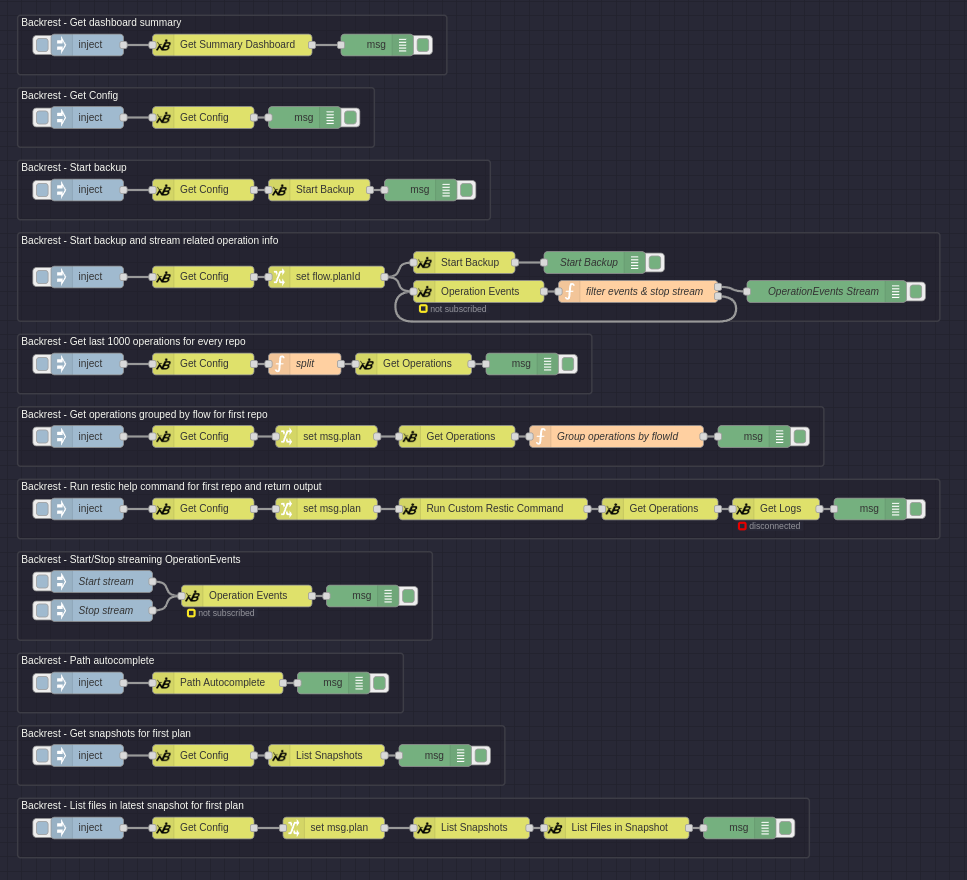 Backrest - Get dashboard summary
inject Get Summary Dashboard msg
Backrest - Get Config
inject Get Config msg
Backrest - Start backup
inject Get Config Start Backup msg
Backrest - Start backup and stream related operation info
Start Backup Start Backup
inject Get Config set flow.planId
Operation Events filter events & stop stream OperationEvents Stream
not subscribed
Backrest - Get last 1000 operations for every repo
inject Get Config split Get Operations msg
Backrest - Get operations grouped by flow for first repo
inject Get Config set msg.plan Get Operations Group operations by flowId msg
Backrest - Run restic help command for first repo and return output
inject Get Config set msg.plan Run Custom Restic Command Get Operations Get Logs msg
disconnected
Backrest - Start/Stop streaming OperationEvents
Start stream
Operation Events msg
Stop stream
not subscribed
Backrest - Path autocomplete
inject Path Autocomplete msg
Backrest - Get snapshots for first plan
inject Get Config List Snapshots msg
Backrest - List files in latest snapshot for first plan
inject Get Config set msg.plan List Snapshots List Files in Snapshot msg